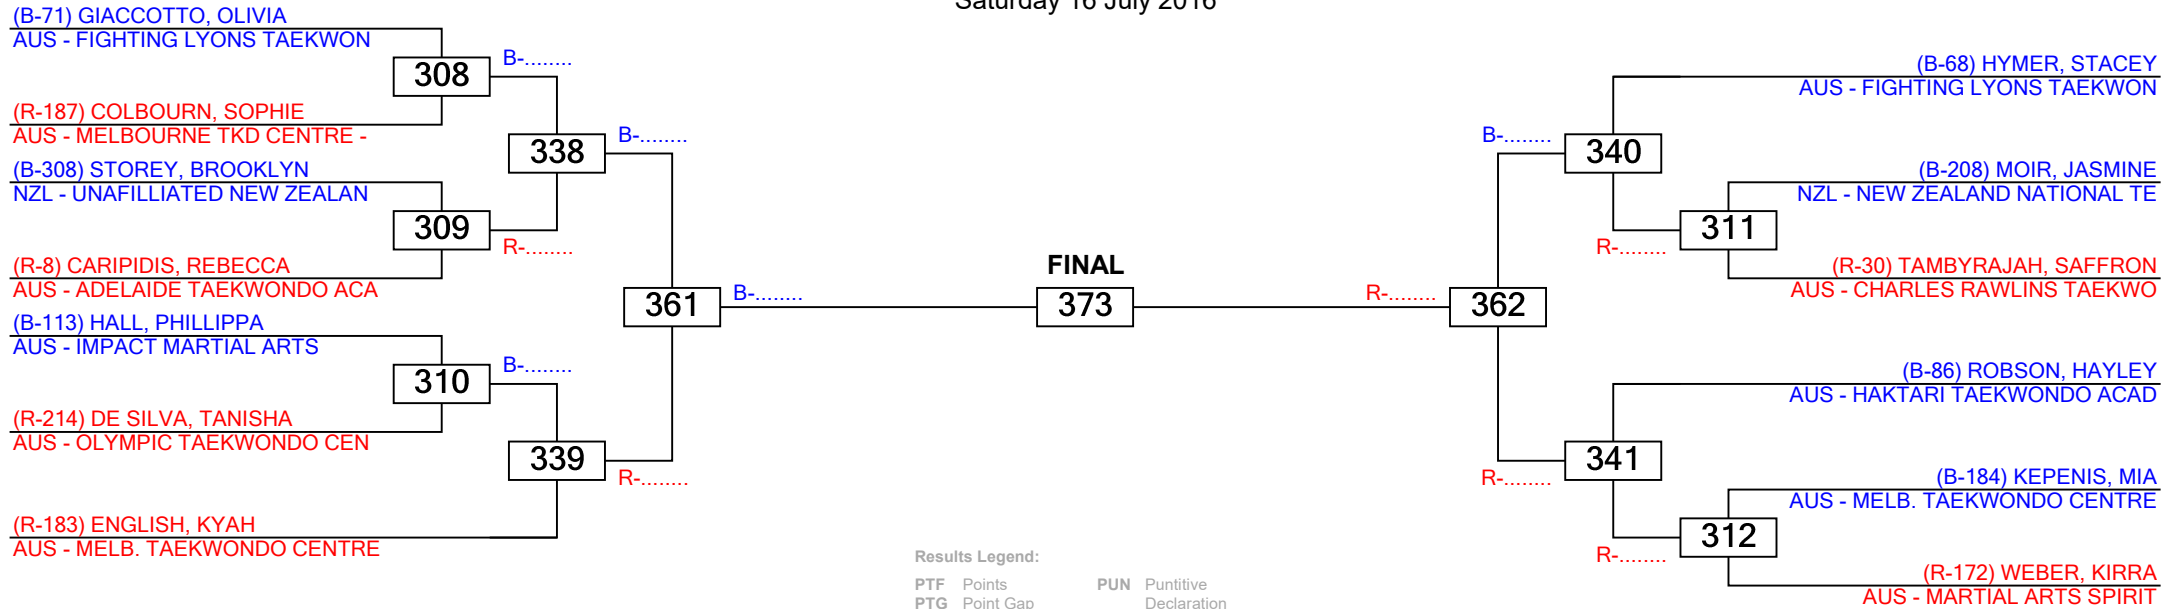 Saturday 16 July 2016
(B-71) GIACCOTTO, OLIVIA
AUS - FIGHTING LYONS TAEKWON
308
B-........
(R-187) COLBOURN, SOPHIE
AUS - MELBOURNE TKD CENTRE -
338
B-........
(B-308) STOREY, BROOKLYN
NZL - UNAFILLIATED NEW ZEALAN
309
R-........
(R-8) CARIPIDIS, REBECCA
AUS - ADELAIDE TAEKWONDO ACA
361
B-........
(B-113) HALL, PHILLIPPA
AUS - IMPACT MARTIAL ARTS
310
B-........
(R-214) DE SILVA, TANISHA
AUS - OLYMPIC TAEKWONDO CEN
339
R-........
(R-183) ENGLISH, KYAH
AUS - MELB. TAEKWONDO CENTRE
FINAL
373
(B-68) HYMER, STACEY
AUS - FIGHTING LYONS TAEKWON
B-........
340
(B-208) MOIR, JASMINE
NZL - NEW ZEALAND NATIONAL TE
311
R-........
(R-30) TAMBYRAJAH, SAFFRON
AUS - CHARLES RAWLINS TAEKWO
R-........
362
(B-86) ROBSON, HAYLEY
AUS - HAKTARI TAEKWONDO ACAD
341
R-........
(B-184) KEPENIS, MIA
AUS - MELB. TAEKWONDO CENTRE
312
R-........
(R-172) WEBER, KIRRA
AUS - MARTIAL ARTS SPIRIT
Results Legend:
PTF Points PUN Puntitive
PTG Point Gap Declaration